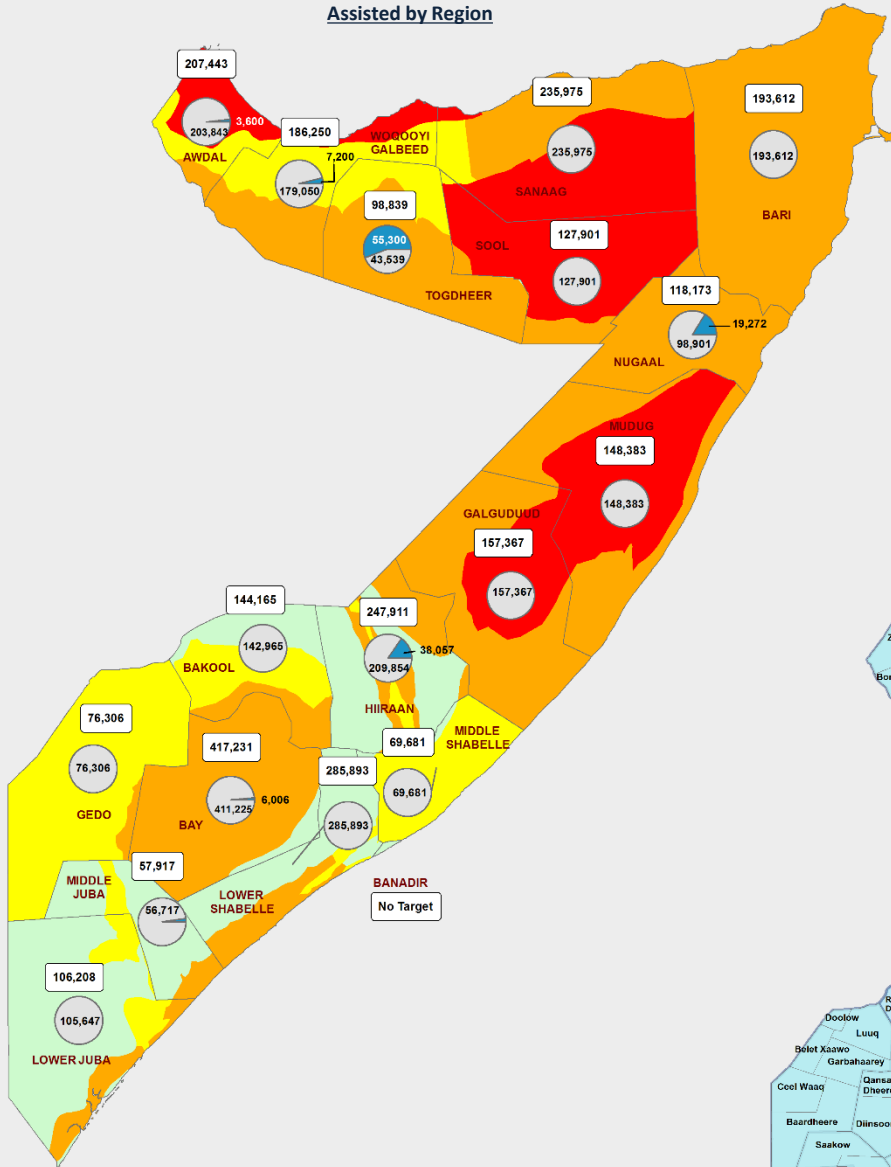 Assisted by Region
207,443
203,843
3,600
AWDAL
186,250
7,200
179,050
WOQOOYI
GALBEED
98,839
55,300
43,539
TOGDHEER
235,975
235,975
SANAAG
193,612
193,612
BARI
SOOL
127,901
127,901
118,173
19,272
98,901
NUGAAL
MUDUG
148,383
148,383
GALGUDUUD
157,367
157,367
144,165
142,965
BAKOOL
247,911
38,057
209,854
HIIRAAN
76,306
76,306
GEDO
417,231
411,225
6,006
BAY
285,893
285,893
69,681
69,681
MIDDLE
SHABELLE
MIDDLE
JUBA
57,917
56,717
LOWER
SHABELLE
BANADIR
No Target
106,208
105,647
LOWER JUBA
Doolow
Luuq
Belet Xaawo
Garbahaarey
Ceel Waaq
Baardheere
Saakow